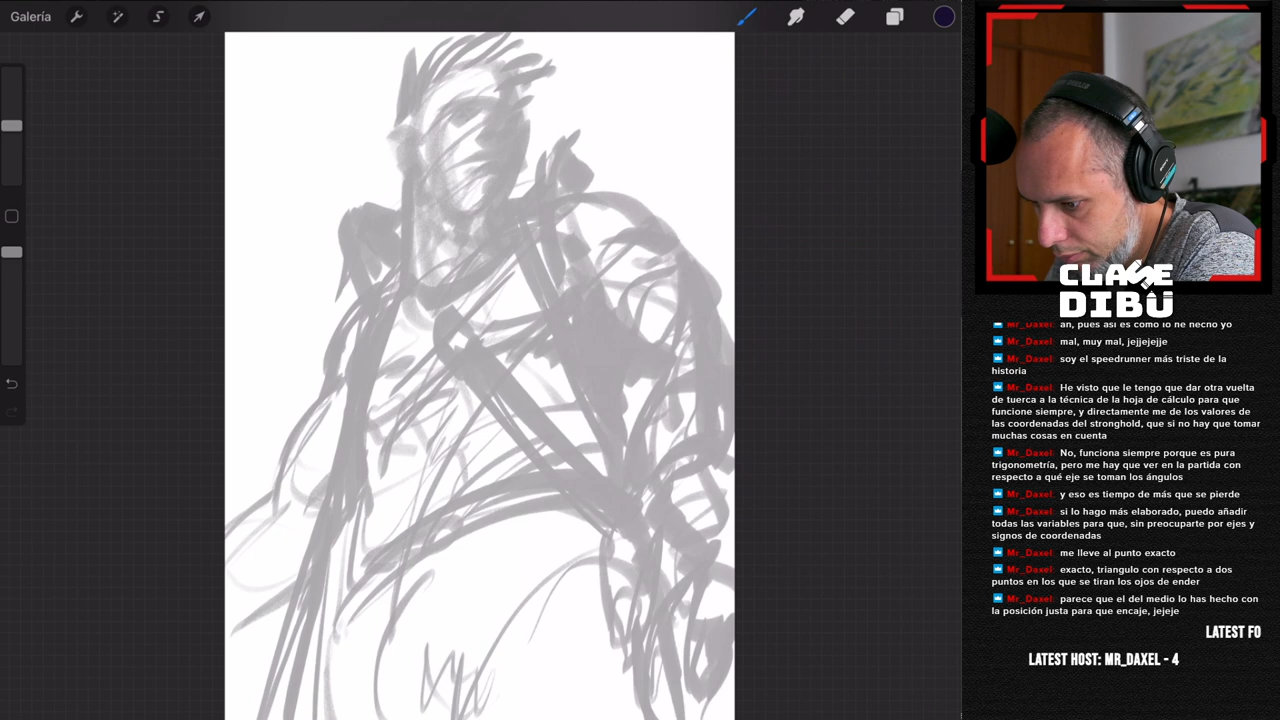 Galería
CLASE
DIBU
Mr_Daxel: ah, pues así es como lo he hecho yo
Mr_Daxel: mal, muy mal, jejjejejje
Mr_Daxel: soy el speedrunner más triste de la
historia
Mr_Daxel: He visto que le tengo que dar otra vuelta
de tuerca a la técnica de la hoja de cálculo para que
funcione siempre, y directamente me de los valores de
las coordenadas del stronghold, que si no hay que tomar
muchas cosas en cuenta
Mr_Daxel: No, funciona siempre porque es pura
trigonometría, pero me hay que ver en la partida con
respecto a qué eje se toman los ángulos
Mr_Daxel: y eso es tiempo de más que se pierde
Mr_Daxel: si lo hago más elaborado, puedo añadir
todas las variables para que, sin preocuparte por ejes y
signos de coordenadas
Mr_Daxel: me lleve al punto exacto
Mr_Daxel: exacto, triangulo con respecto a dos
puntos en los que se tiran los ojos de ender
Mr_Daxel: parece que el del medio lo has hecho con
la posición justa para que encaje, jejeje
LATEST FO
LATEST HOST: MR_DAXEL - 4